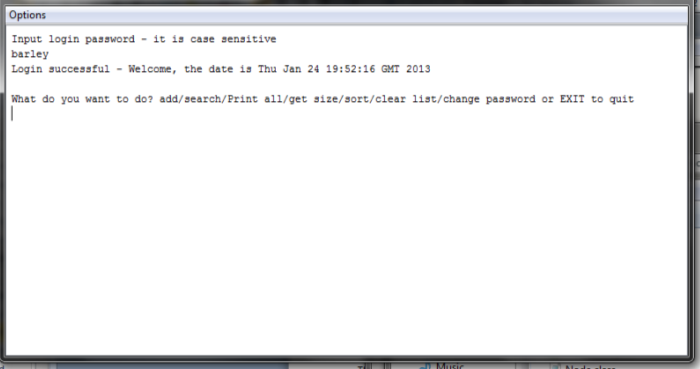 Options
Input login password - it is case sensitive
barley
Login successful - Welcome, the date is Thu Jan 24 19:52:16 GMT 2013
What do you want to do? add/search/Print all/get size/sort/clear list/change password or EXIT to quit
Music